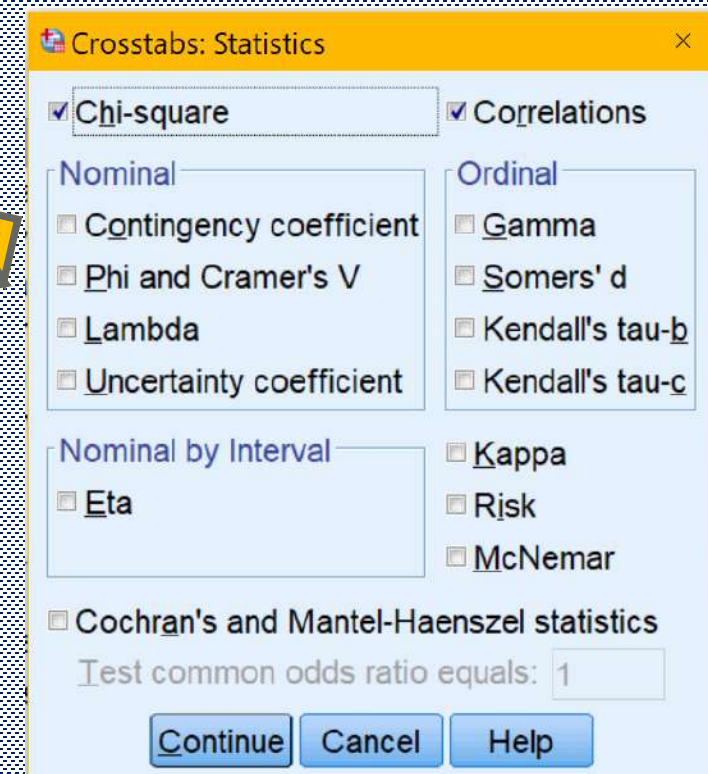 Crosstabs: Statistics
Chi-square
Correlations
Nominal
Contingency coefficient
Phi and Cramer's V
Lambda
Uncertainty coefficient
Ordinal
Gamma
Somers' d
Kendall's tau-b
Kendall's tau-c
Nominal by Interval
Eta
Kappa
Risk
McNemar
Cochran's and Mantel-Haenszel statistics
Test common odds ratio equals: 1
Continue Cancel Help